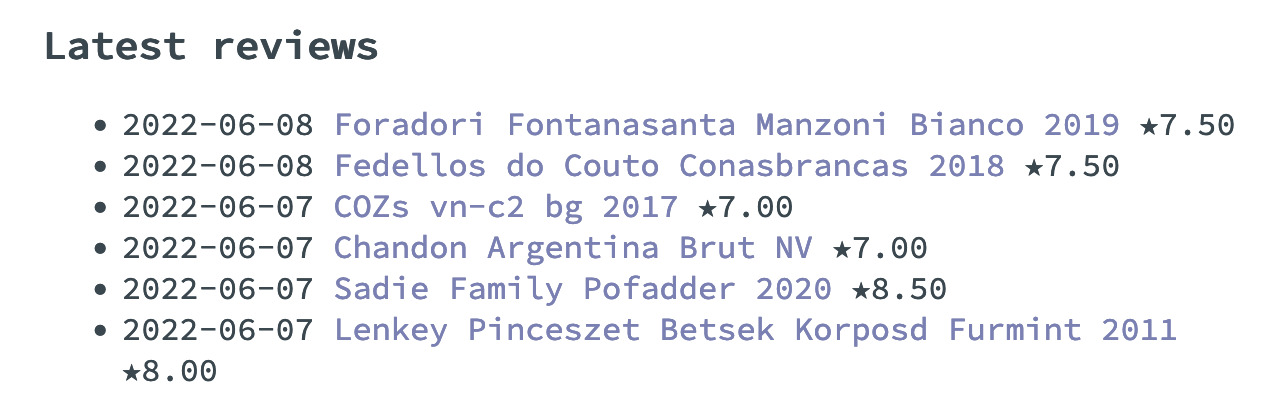 Latest reviews
• 2022-06-08 Foradori Fontanasanta Manzoni Bianco 2019 ★7.50
• 2022-06-08 Fedellos do Couto Conasbrancas 2018 ★7.50
• 2022-06-07 COZs vn-c2 bg 2017 ★7.00
• 2022-06-07 Chandon Argentina Brut NV ★7.00
• 2022-06-07 Sadie Family Pofadder 2020 ★8.50
• 2022-06-07 Lenkey Pinceszet Betsek Korposd Furmint 2011
★8.00